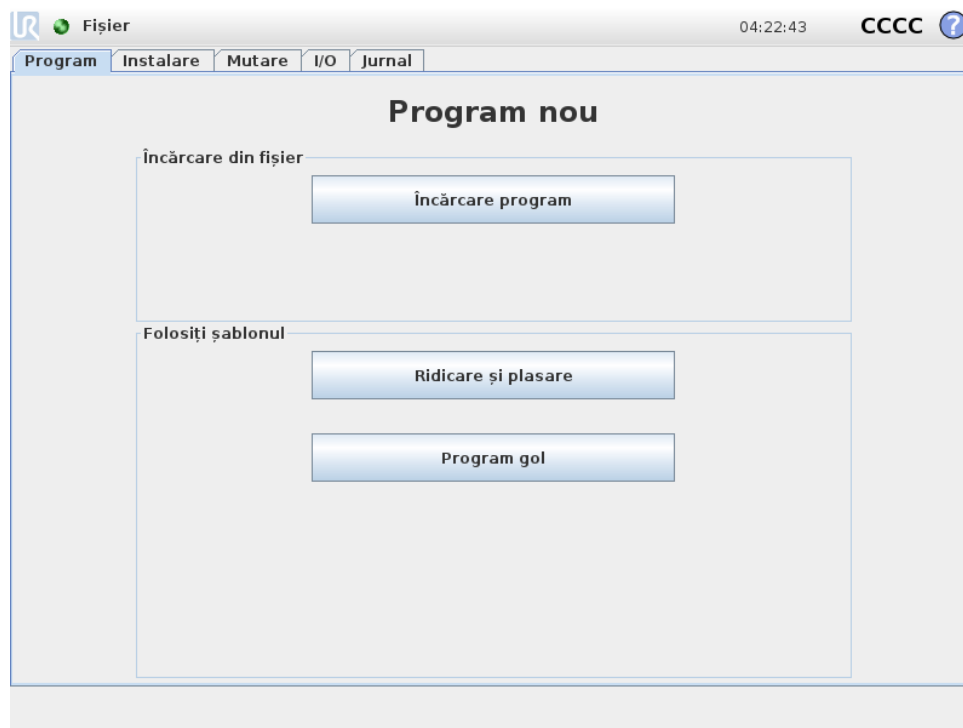 UR Fișier 04:22:43 CCCC ?
Program Instalare Mutare I/O Jurnal
Program nou
Încărcare din fișier
Încărcare program
Folosiți șablonul
Ridicare și plasare
Program gol